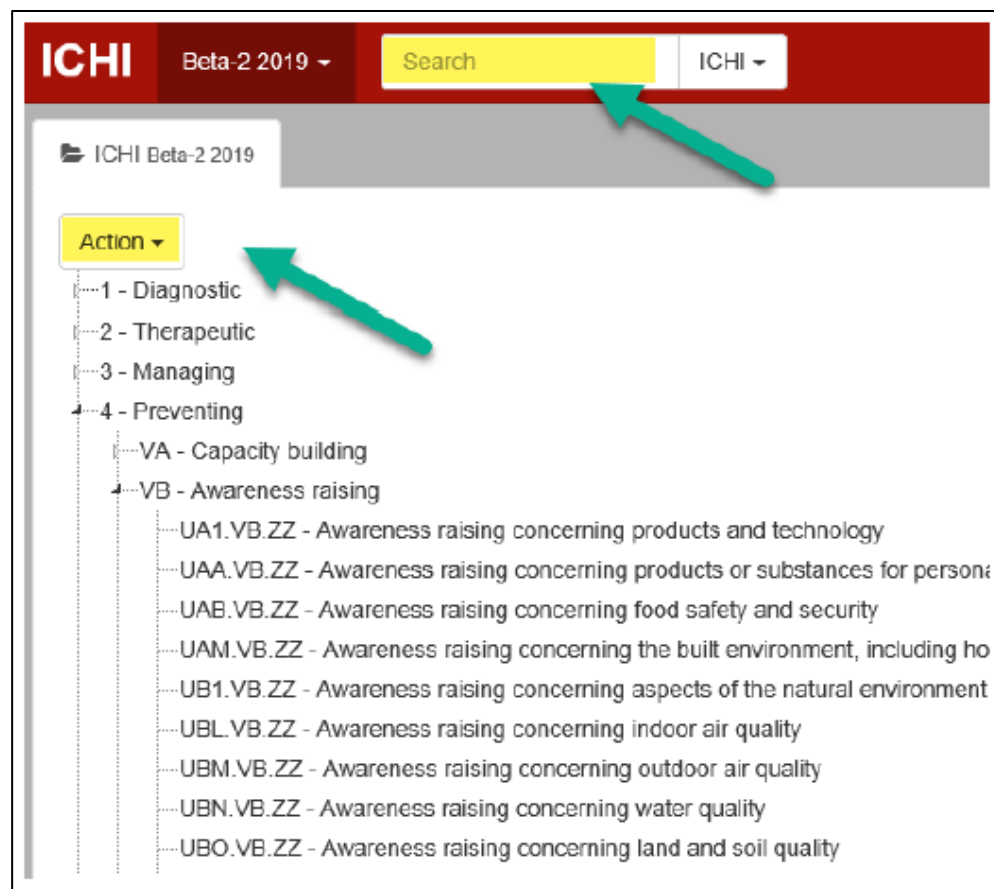 ICHI Beta-2 2019 Search ICHI
ICHI Beta-2 2019
Action
1 - Diagnostic
2 - Therapeutic
3 - Managing
4 - Preventing
VA - Capacity building
VB - Awareness raising
UA1.VB.ZZ - Awareness raising concerning products and technology
UAA.VB.ZZ - Awareness raising concerning products or substances for persona
UAB.VB.ZZ - Awareness raising concerning food safety and security
UAM.VB.ZZ - Awareness raising concerning the built environment, including ho
UB1.VB.ZZ - Awareness raising concerning aspects of the natural environment
UBL.VB.ZZ - Awareness raising concerning indoor air quality
UBM.VB.ZZ - Awareness raising concerning outdoor air quality
UBN.VB.ZZ - Awareness raising concerning water quality
UBO.VB.ZZ - Awareness raising concerning land and soil quality